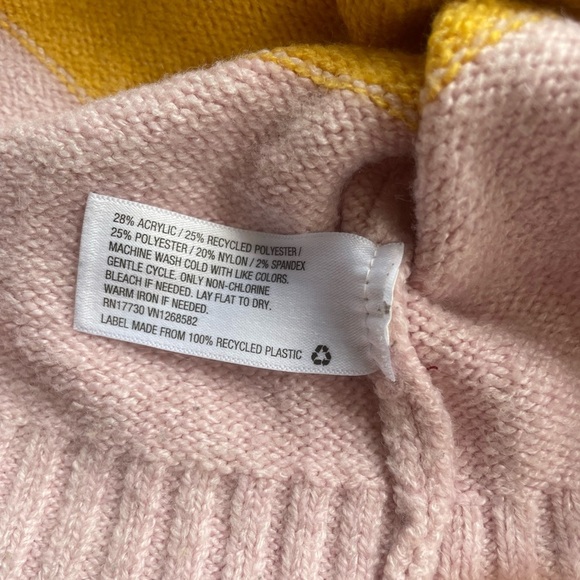 28% ACRYLIC / 25% RECYCLED POLYESTER /
25% POLYESTER / 20% NYLON / 2% SPANDEX
MACHINE WASH COLD WITH LIKE COLORS.
GENTLE CYCLE. ONLY NON-CHLORINE
BLEACH IF NEEDED. LAY FLAT TO DRY.
WARM IRON IF NEEDED.
RN17730 VN1268582
LABEL MADE FROM 100% RECYCLED PLASTIC